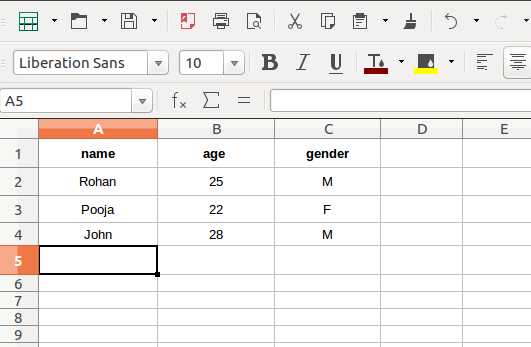 Liberation Sans 10 B I U T
A5 fx Σ =
A B C D E
1 name age gender
2 Rohan 25 M
3 Pooja 22 F
4 John 28 M
5
6
7
8
9